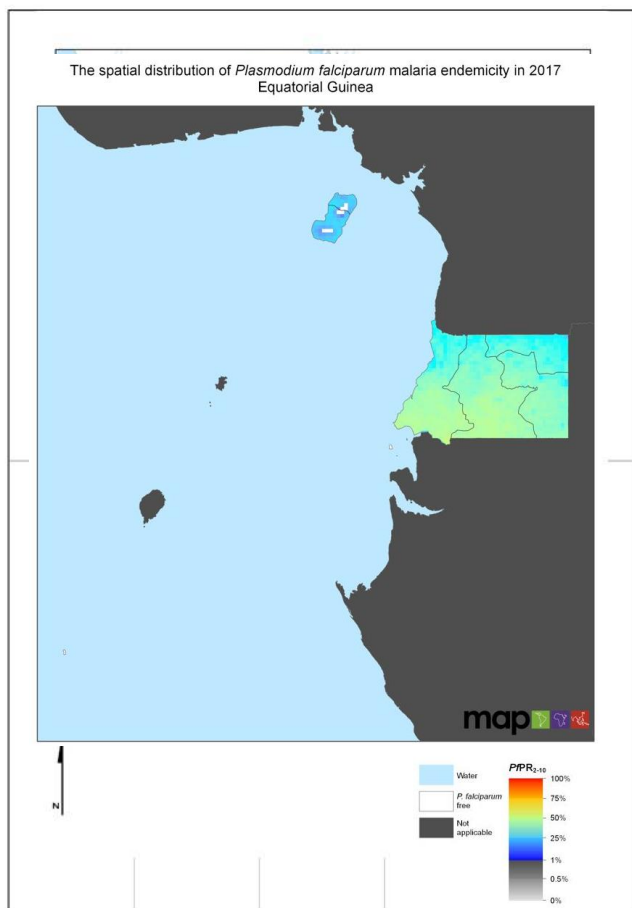 The spatial distribution of Plasmodium falciparum malaria endemicity in 2017
Equatorial Guinea
map
N
Water
P. falciparum
free
Not
applicable
PfPR2-10
100%
75%
50%
25%
1%
0.5%
0%